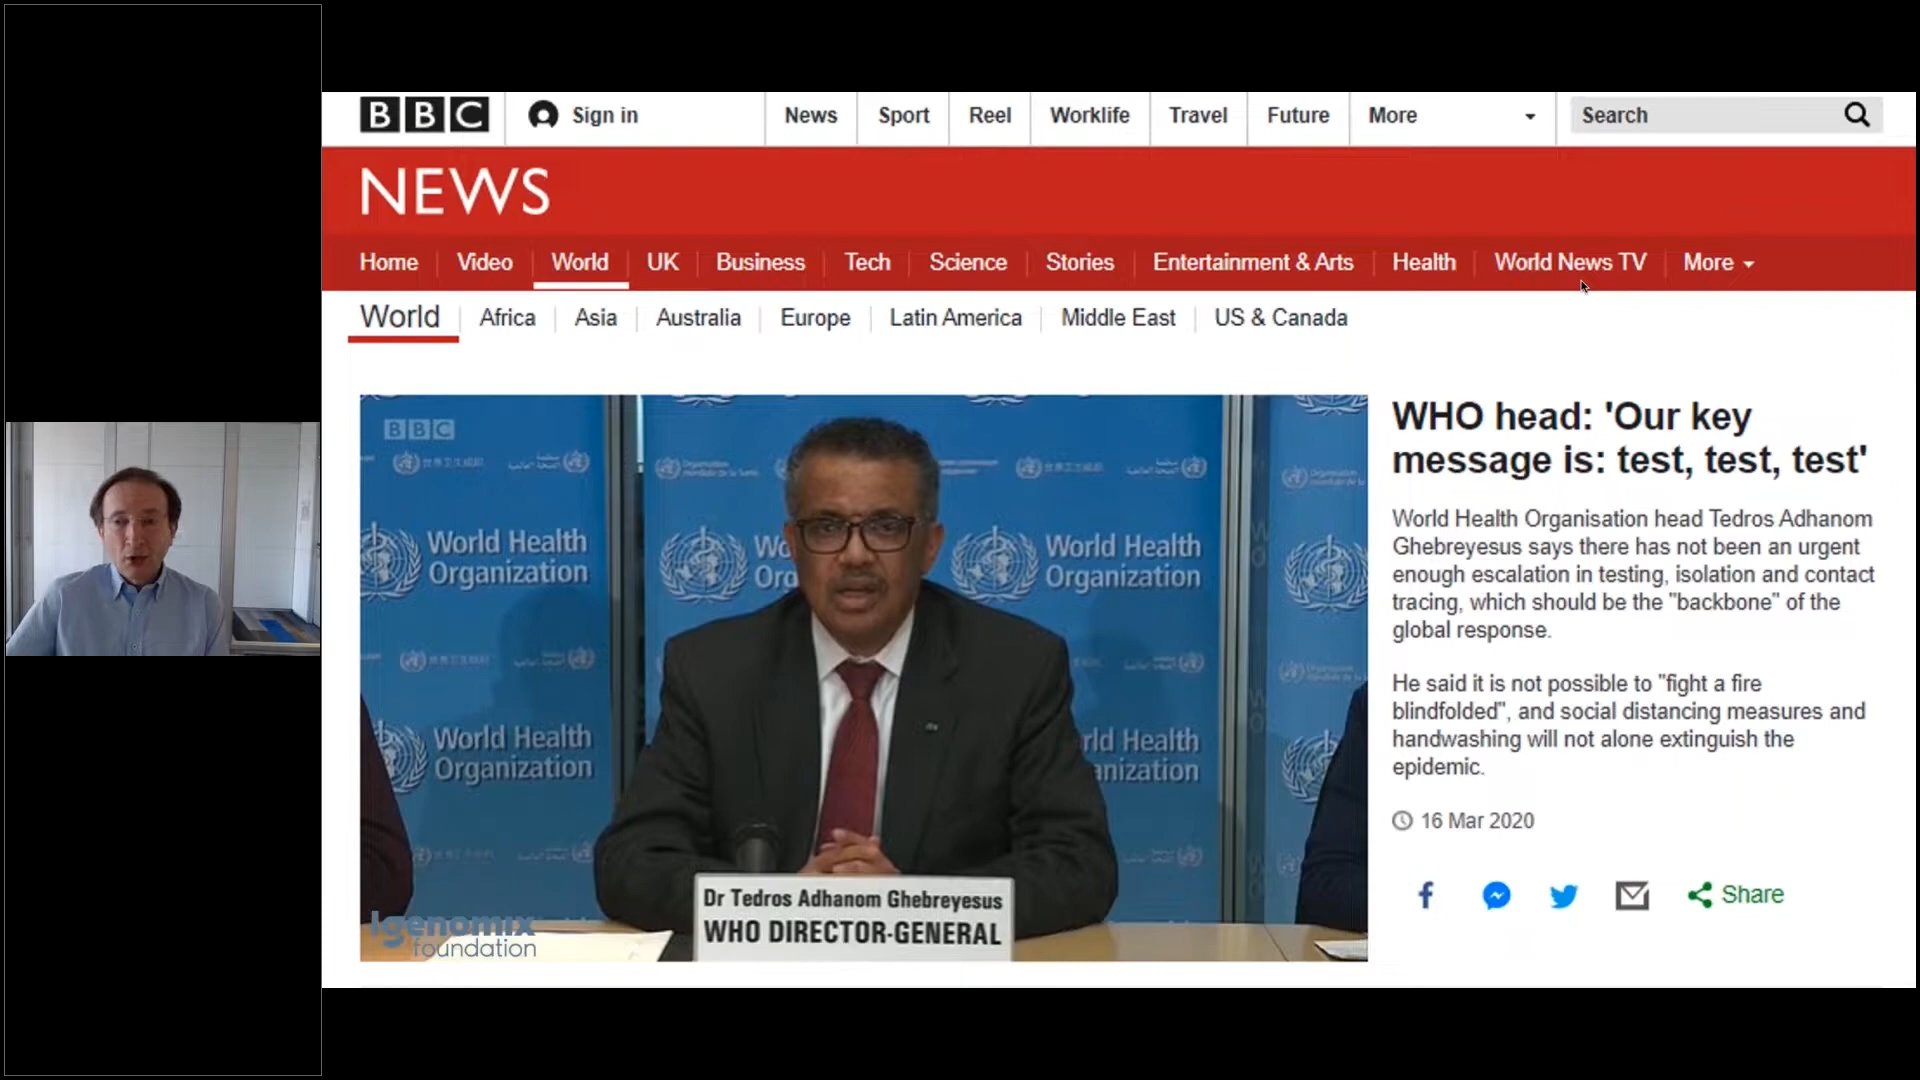 BBC
Sign in
News
Sport
Reel
Worklife
Travel
Future
More
Search
NEWS
Home
Video
World
UK
Business
Tech
Science
Stories
Entertainment & Arts
Health
World News TV
More
World
Africa
Asia
Australia
Europe
Latin America
Middle East
US & Canada
BBC
World Health
Organization
World Health
Organization
World Health
Organization
Dr Tedros Adhanom Ghebreyesus
WHO DIRECTOR-GENERAL
Igenomix
foundation
WHO head: 'Our key
message is: test, test, test'
World Health Organisation head Tedros Adhanom
Ghebreyesus says there has not been an urgent
enough escalation in testing, isolation and contact
tracing, which should be the "backbone" of the
global response.
He said it is not possible to "fight a fire
blindfolded", and social distancing measures and
handwashing will not alone extinguish the
epidemic.
16 Mar 2020
Share